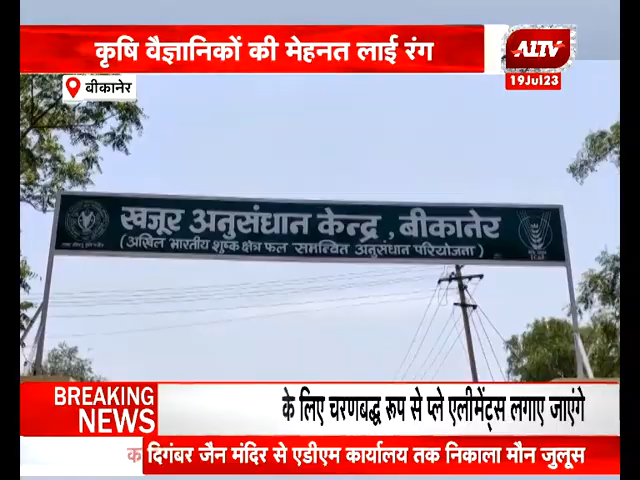 कृषि वैज्ञानिकों की मेहनत लाई रंग
ALTV
19Jul23
बीकानेर
खजूर अनुसंधान केन्द्र, बीकानेर
(अखिल भारतीय शुष्क क्षेत्र फल समन्वित अनुसंधान परियोजना)
BREAKING NEWS
के लिए चरणबद्ध रूप से प्ले एलीमेंट्स लगाए जाएंगे
दिगंबर जैन मंदिर से एडीएम कार्यालय तक निकाला मौन जुलूस